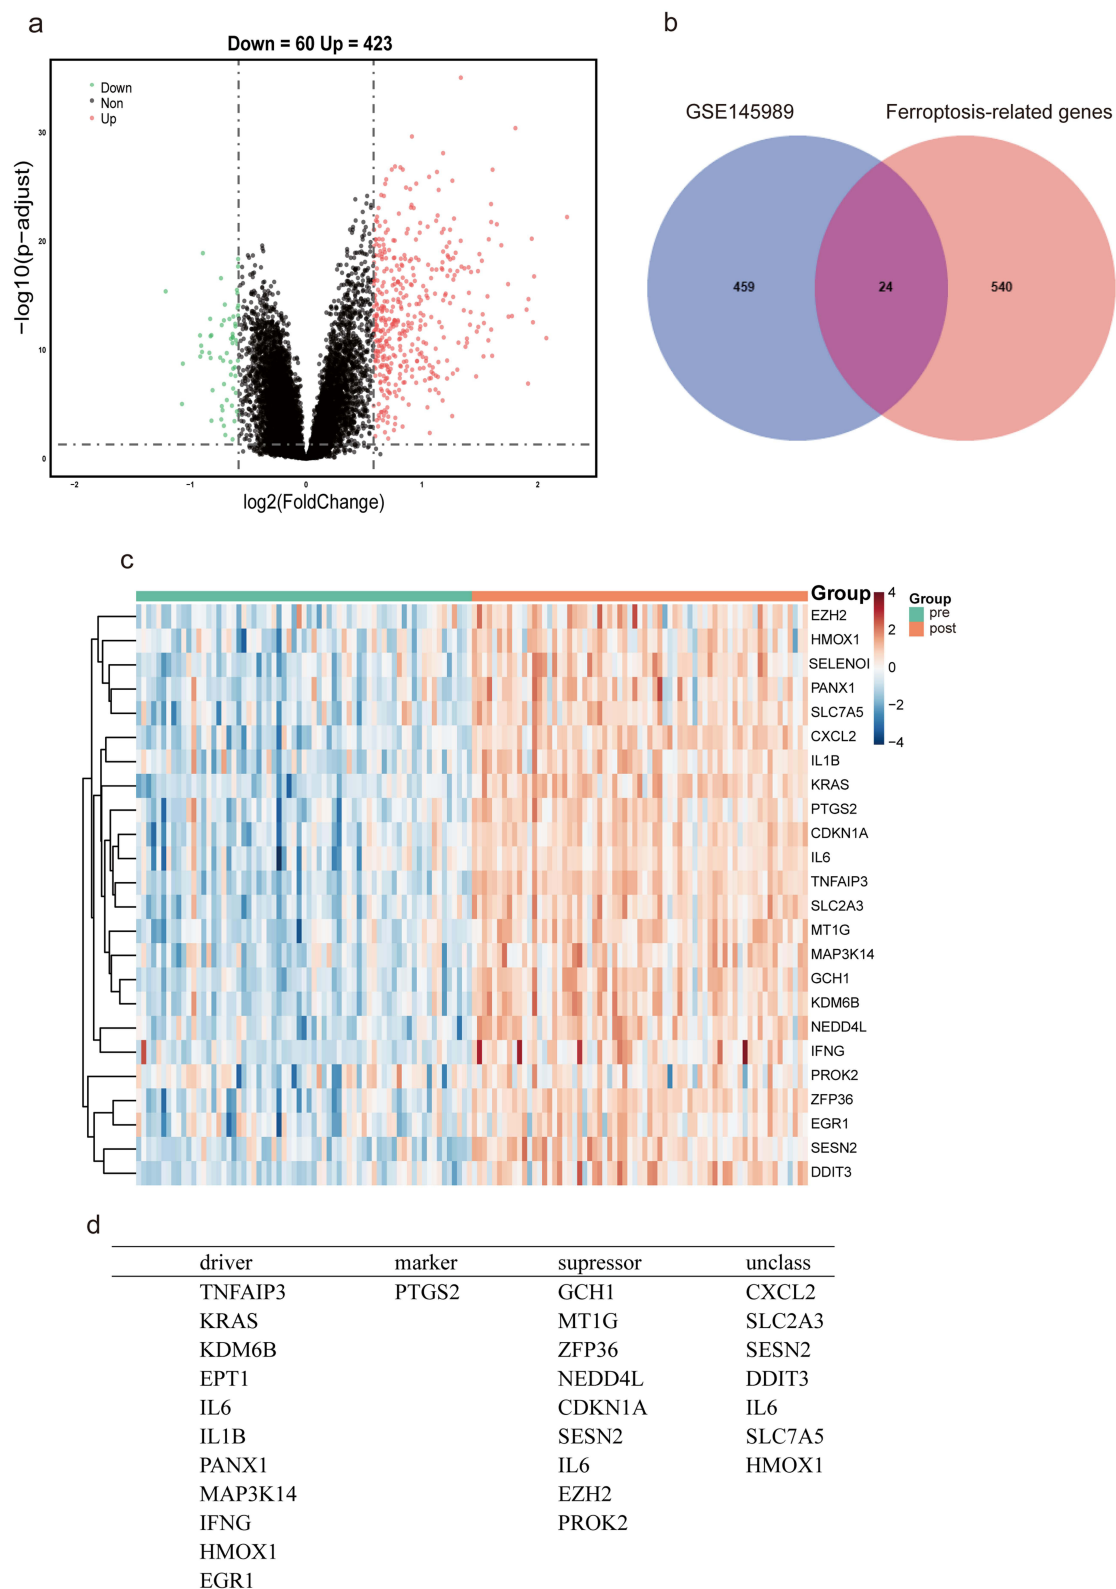 a
Down = 60 Up = 423
Down
Non
Up
30
20
10
0
−log10(p−adjust)
−2
−1
0
1
2
log2(FoldChange)
b
GSE145989
Ferroptosis-related genes
459
24
540
c
Group
4
2
0
−2
−4
Group
pre
post
EZH2
HMOX1
SELENOI
PANX1
SLC7A5
CXCL2
IL1B
KRAS
PTGS2
CDKN1A
IL6
TNFAIP3
SLC2A3
MT1G
MAP3K14
GCH1
KDM6B
NEDD4L
IFNG
PROK2
ZFP36
EGR1
SESN2
DDIT3
d
driver marker supressor unclass
TNFAIP3 PTGS2 GCH1 CXCL2
KRAS MT1G SLC2A3
KDM6B ZFP36 SESN2
EPT1 NEDD4L DDIT3
IL6 CDKN1A IL6
IL1B SESN2 SLC7A5
PANX1 IL6 HMOX1
MAP3K14 EZH2
IFNG PROK2
HMOX1
EGR1